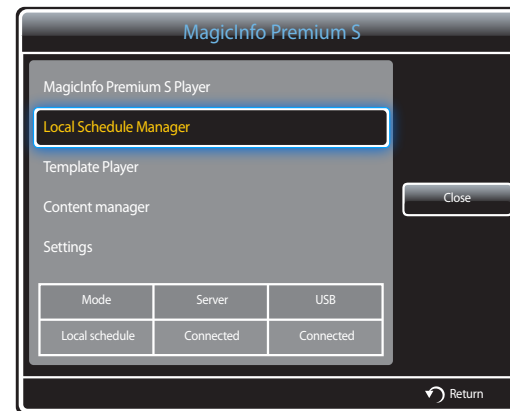 MagicInfo Premium S
MagicInfo Premium S Player
Local Schedule Manager
Template Player
Content manager
Settings
Close
Mode Server USB
Local schedule Connected Connected
Return